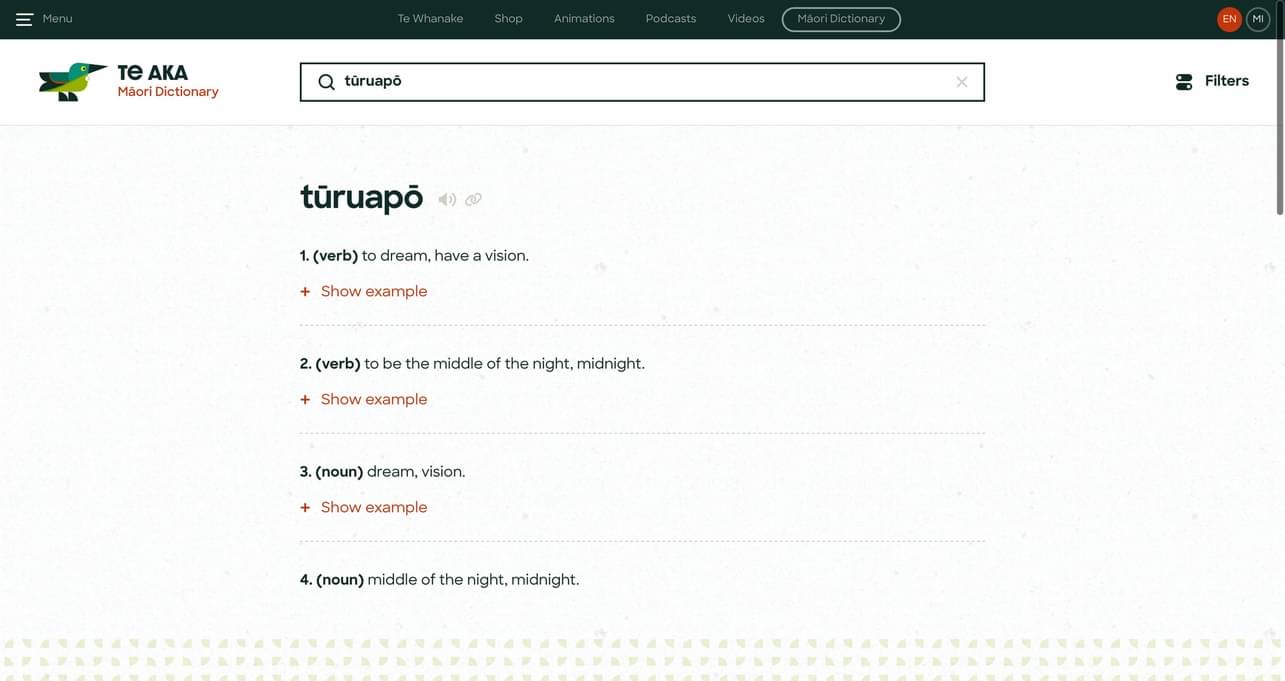 Menu
Te Whanake
Shop
Animations
Podcasts
Videos
Māori Dictionary
EN
MI
Te AKA
Māori Dictionary
tūruapō
Filters
tūruapō
1. (verb) to dream, have a vision.
+ Show example
2. (verb) to be the middle of the night, midnight.
+ Show example
3. (noun) dream, vision.
+ Show example
4. (noun) middle of the night, midnight.